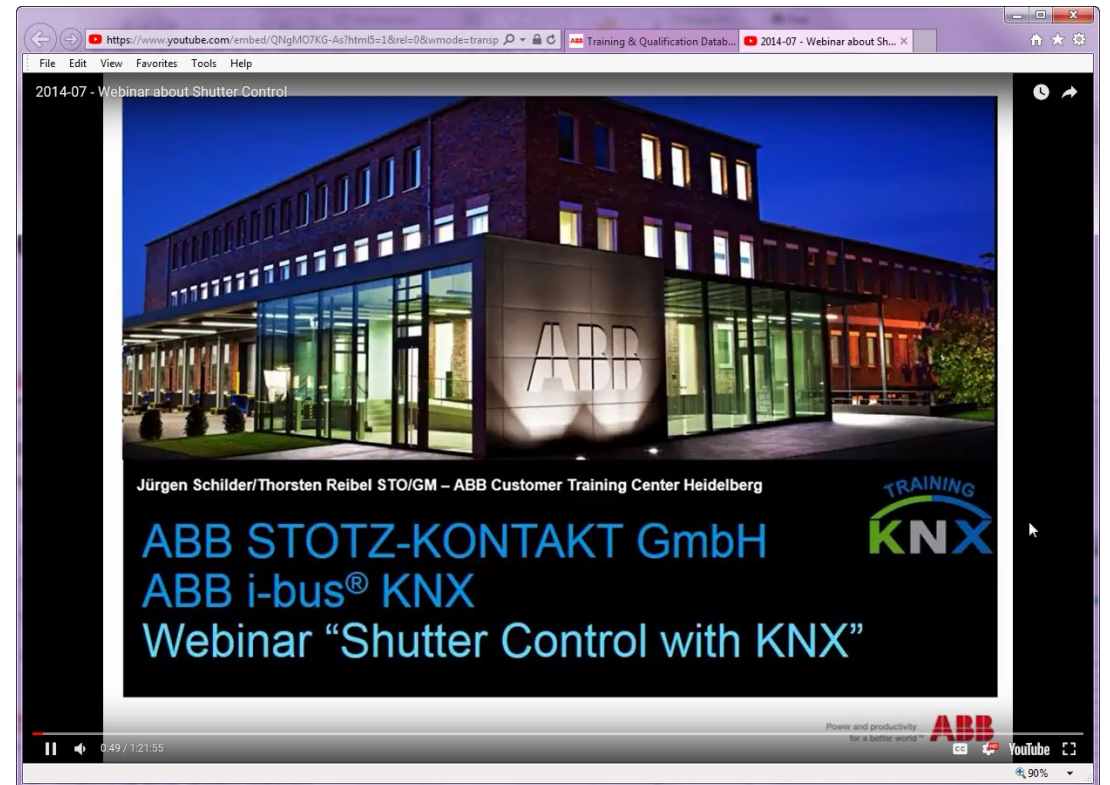 https://www.youtube.com/embed/QNgMO7KG-As?html5=1&rel=0&wmode=transp
ABB Training & Qualification Datab...
2014-07 - Webinar about Sh...
File Edit View Favorites Tools Help
2014-07 - Webinar about Shutter Control
ABB
Jürgen Schilder/Thorsten Reibel STO/GM – ABB Customer Training Center Heidelberg
TRAINING
KNX
ABB STOTZ-KONTAKT GmbH
ABB i-bus® KNX
Webinar “Shutter Control with KNX”
Power and productivity
for a better world™
ABB
0:49 / 1:21:55
CC
HD
YouTube
90%